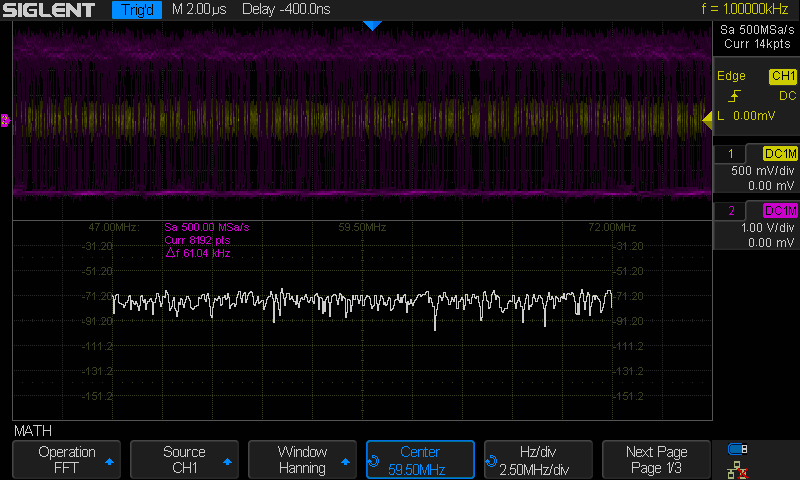 SIGLENT Trig'd M 2.00µs Delay -400.0ns f = 1.00000kHz
Sa 500MSa/s
Curr 14kpts
Edge CH1
DC
L 0.00mV
1 DC1M
500 mV/div
0.00 mV
2 DC1M
1.00 V/div
0.00 mV
2
47.00MHz: Sa 500.00 MSa/s 59.50MHz 72.00MHz
Curr 8192 pts
-31.20 -31.20
△f 61.04 kHz
-51.20 -51.20
-71.20 -71.20
-91.20 -91.20
-111.2 -111.2
-131.2 -131.2
-151.2 -151.2
MATH
Operation Source Window Center Hz/div Next Page
FFT CH1 Hanning 59.50MHz 2.50MHz/div Page 1/3